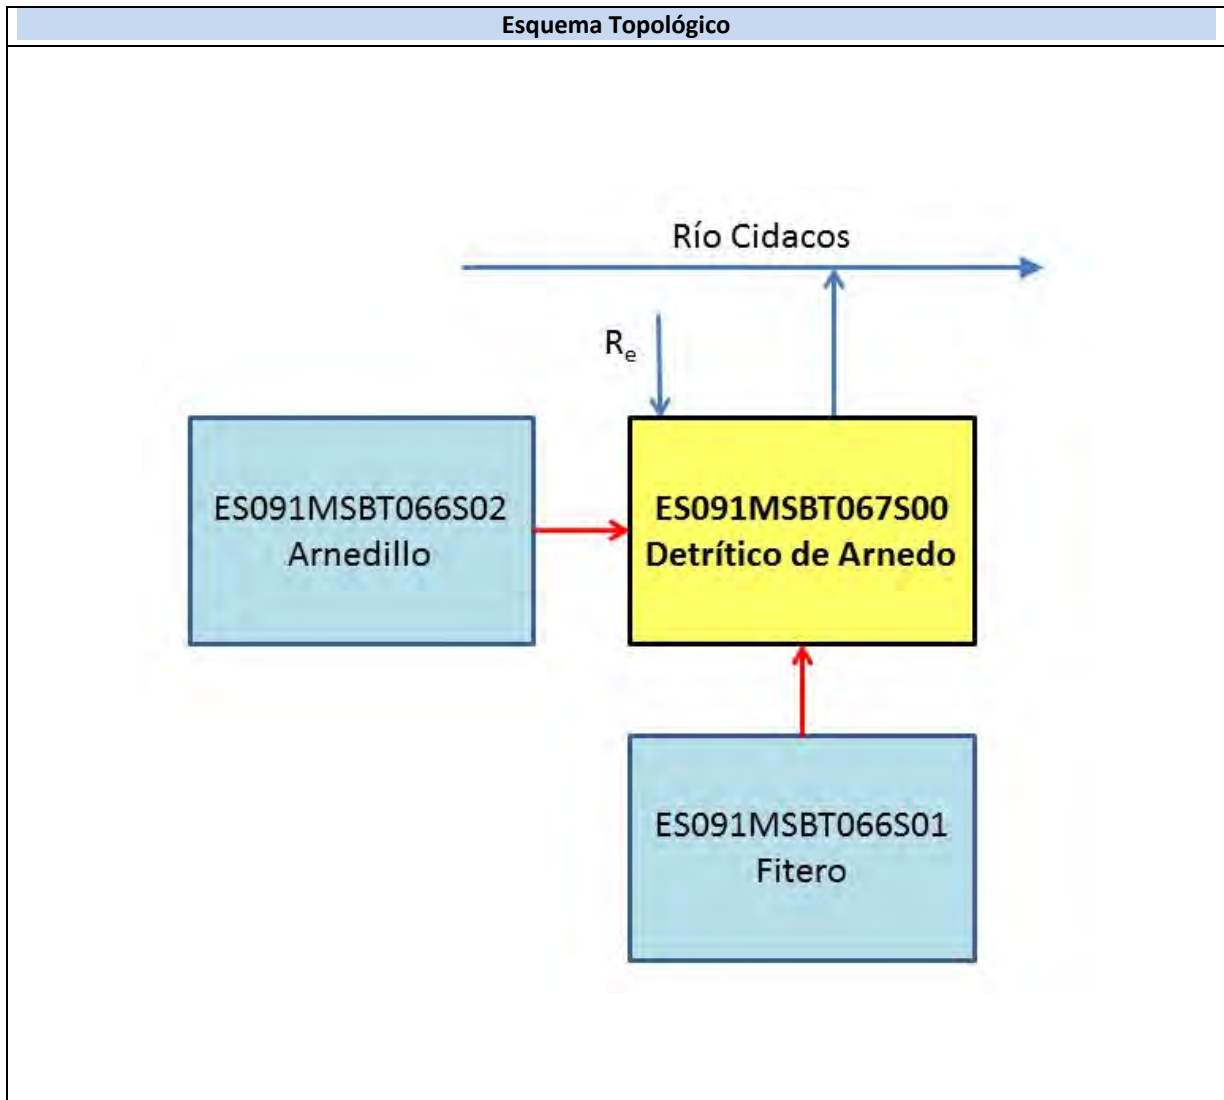 Esquema Topológico
Río Cidacos
Re
ES091MSBT066S02
Arnedillo
ES091MSBT067S00
Detrítico de Arnedo
ES091MSBT066S01
Fitero